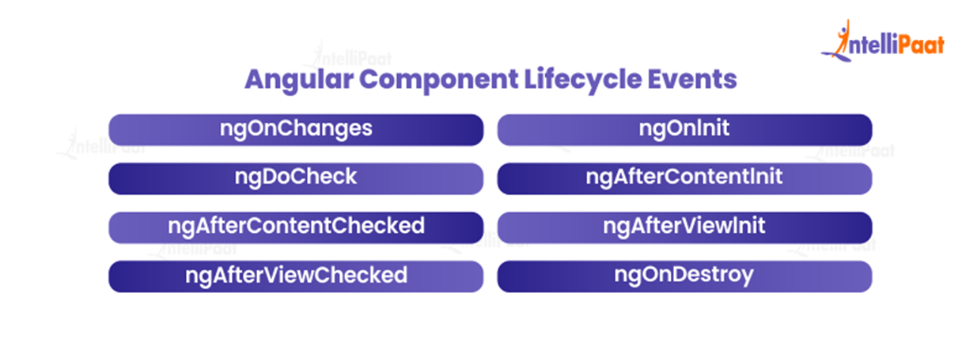 IntelliPaat
Angular Component Lifecycle Events
ngOnChanges
ngOnInit
ngDoCheck
ngAfterContentInit
ngAfterContentChecked
ngAfterViewInit
ngAfterViewChecked
ngOnDestroy